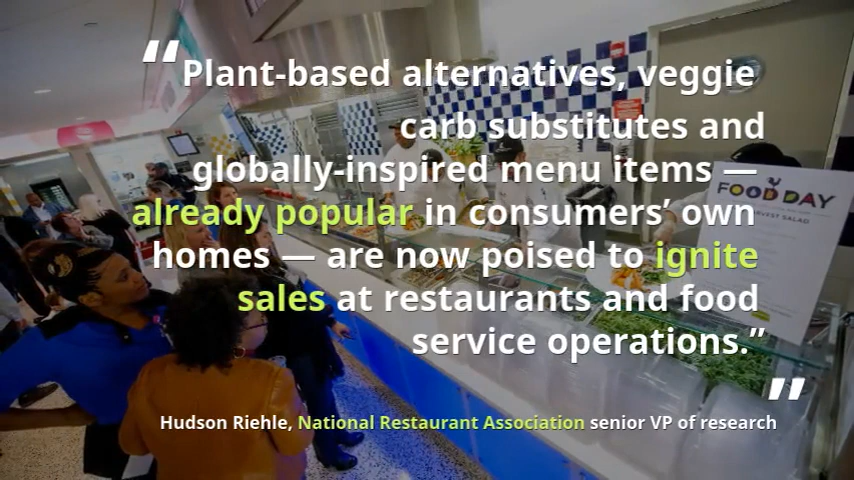 “Plant-based alternatives, veggie
carb substitutes and
globally-inspired menu items —
already popular in consumers’ own
homes — are now poised to ignite
sales at restaurants and food
service operations.”
”
Hudson Riehle, National Restaurant Association senior VP of research
FOOD DAY
HARVEST SALAD